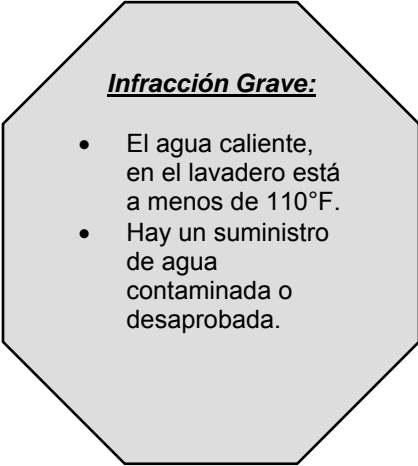 Infracción Grave:
• El agua caliente,
en el lavadero está
a menos de 110°F.
• Hay un suministro
de agua
contaminada o
desaprobada.